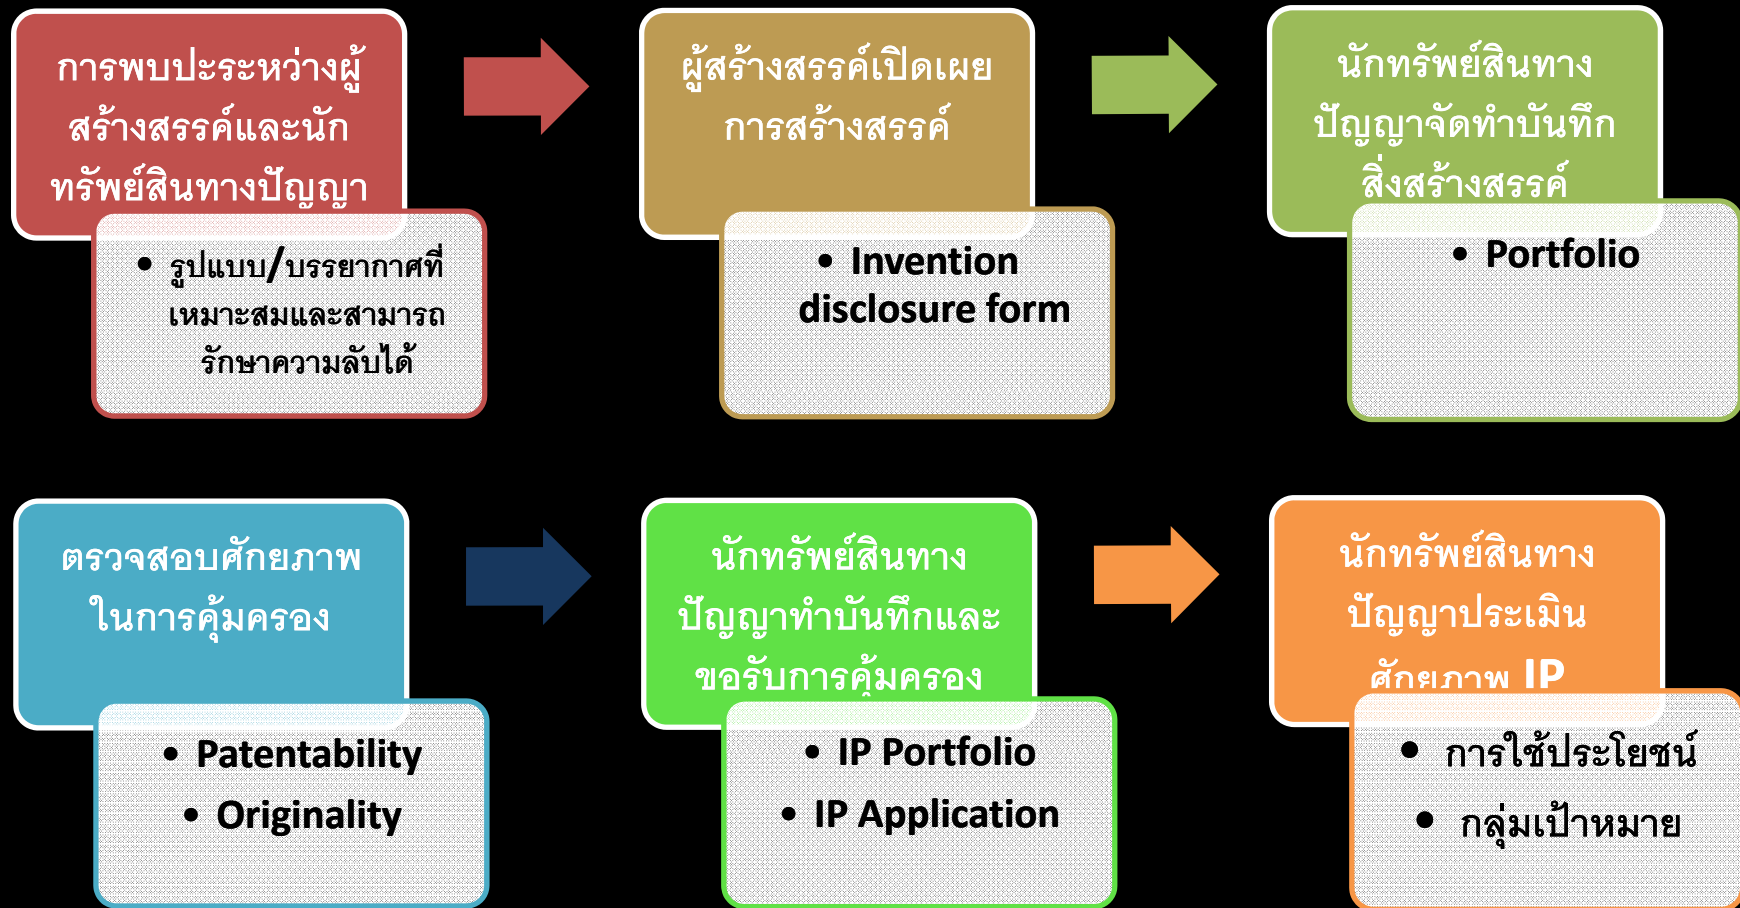 การพบปะระหว่างผู้
สร้างสรรค์และนัก
ทรัพย์สินทางปัญญา
• รูปแบบ/บรรยากาศที่
เหมาะสมและสามารถ
รักษาความลับได้
ผู้สร้างสรรค์เปิดเผย
การสร้างสรรค์
• Invention
disclosure form
นักทรัพย์สินทาง
ปัญญาจัดทำบันทึก
สิ่งสร้างสรรค์
• Portfolio
ตรวจสอบศักยภาพ
ในการคุ้มครอง
• Patentability
• Originality
นักทรัพย์สินทาง
ปัญญาทำบันทึกและ
ขอรับการคุ้มครอง
• IP Portfolio
• IP Application
นักทรัพย์สินทาง
ปัญญาประเมิน
ศักยภาพ IP
• การใช้ประโยชน์
• กลุ่มเป้าหมาย